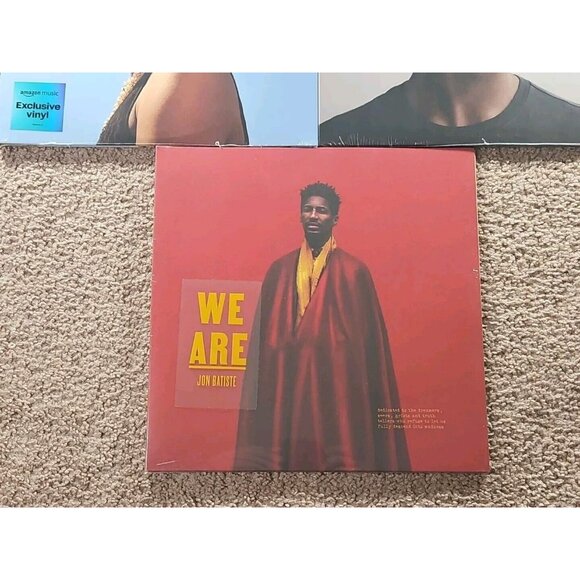 amazon music
Exclusive
vinyl
WE
ARE
JON BATISTE
Dedicated to the dreamers,
seers, griots and truth
tellers who refuse to let us
fully descend into madness